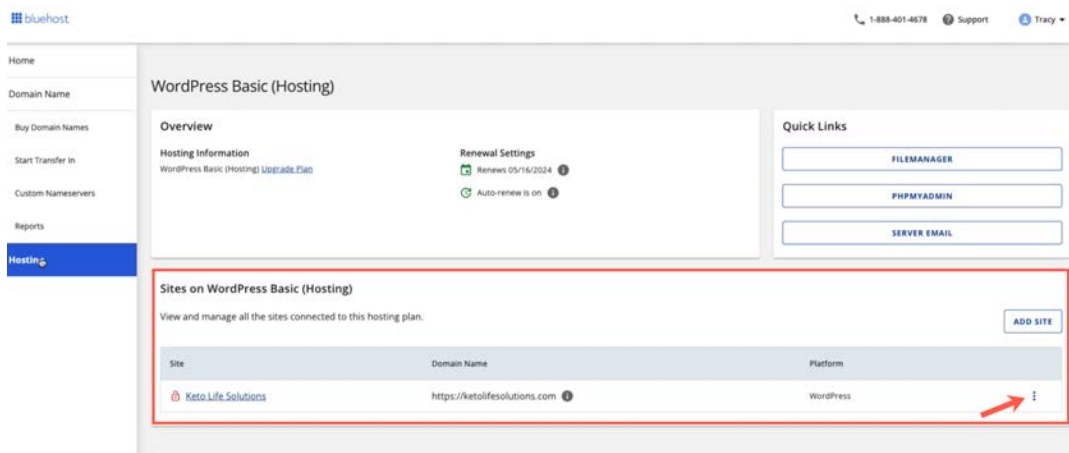 bluehost
1-888-401-4678 Support Tracy
Home
Domain Name
Buy Domain Names
Start Transfer In
Custom Nameservers
Reports
Hosting
WordPress Basic (Hosting)
Overview
Hosting Information
WordPress Basic (Hosting) Upgrade Plan
Renewal Settings
Renews 05/16/2024
Auto-renew is on
Quick Links
FILEMANAGER
PHPMYADMIN
SERVER EMAIL
Sites on WordPress Basic (Hosting)
View and manage all the sites connected to this hosting plan.
ADD SITE
Site Domain Name Platform
Keto Life Solutions https://ketolifesolutions.com WordPress